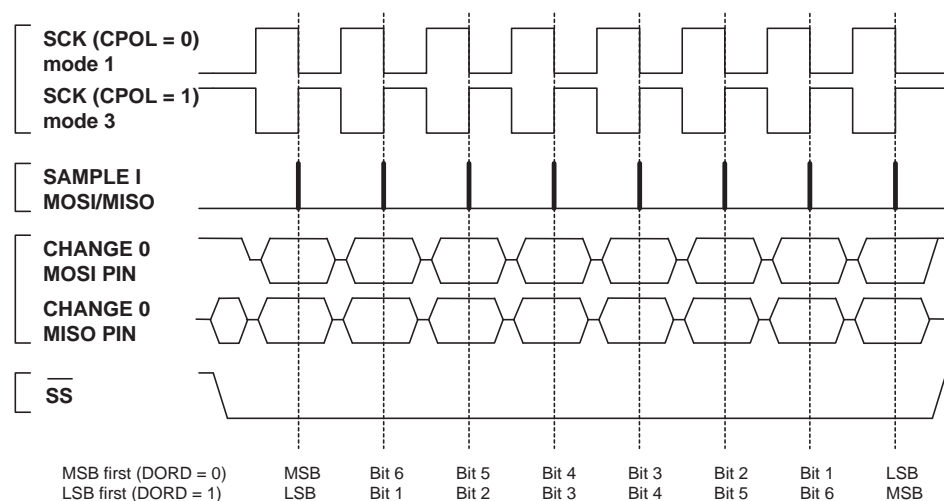 SCK (CPOL = 0)
mode 1
SCK (CPOL = 1)
mode 3
SAMPLE I
MOSI/MISO
CHANGE 0
MOSI PIN
CHANGE 0
MISO PIN
SS
MSB first (DORD = 0) MSB Bit 6 Bit 5 Bit 4 Bit 3 Bit 2 Bit 1 LSB
LSB first (DORD = 1) LSB Bit 1 Bit 2 Bit 3 Bit 4 Bit 5 Bit 6 MSB